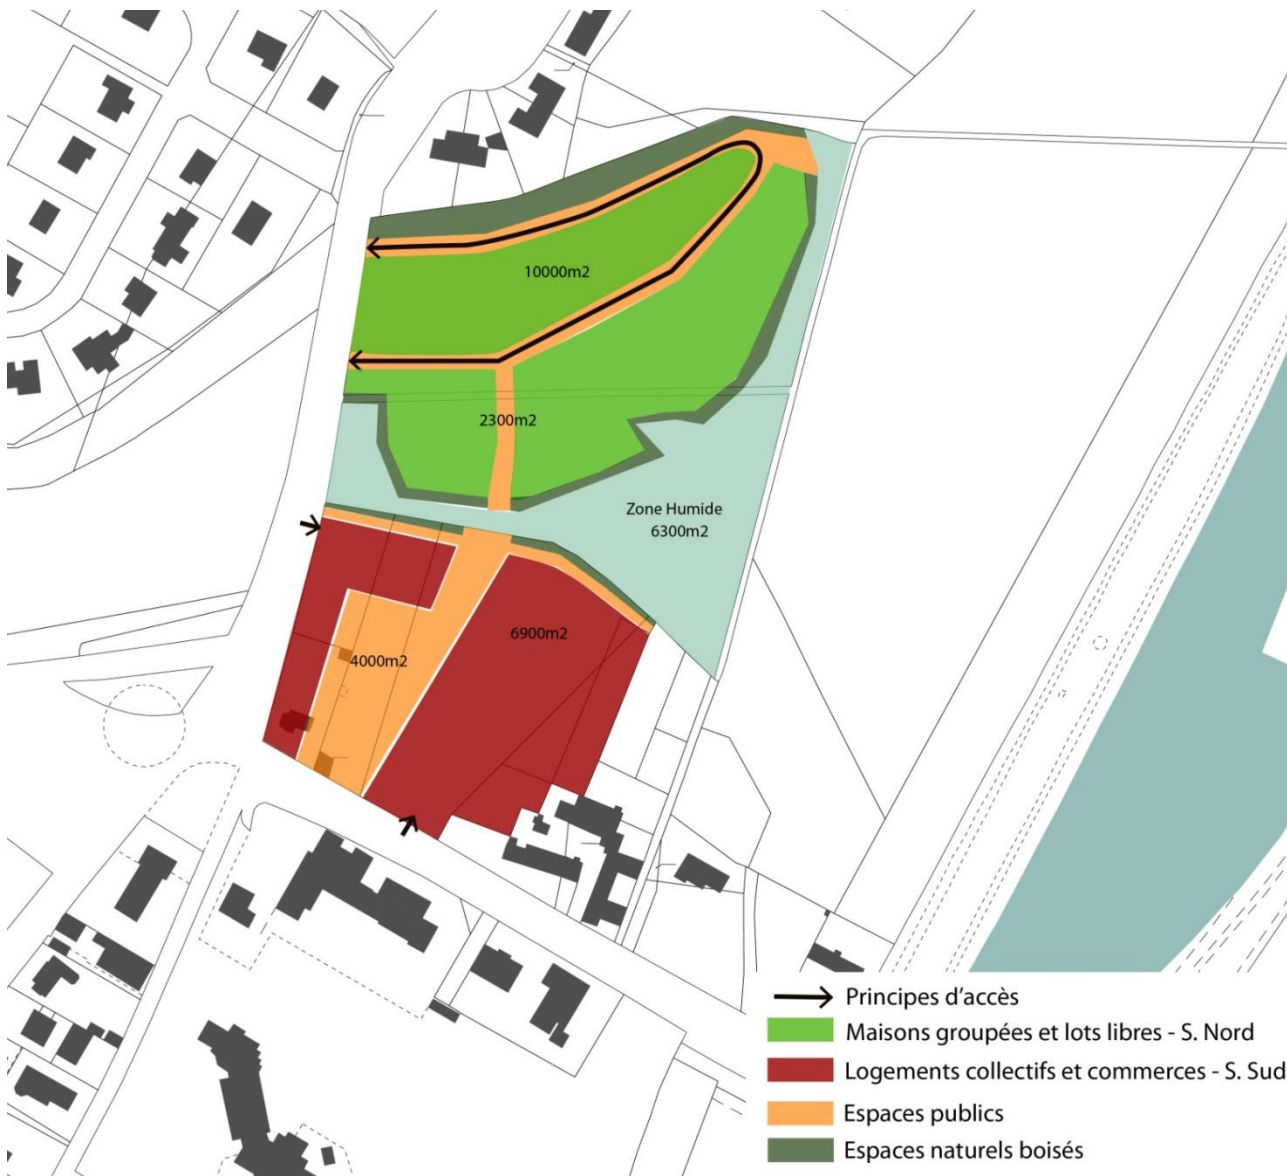 10000m2
2300m2
Zone Humide
6300m2
6900m2
4000m2
Principes d'accès
Maisons groupées et lots libres - S. Nord
Logements collectifs et commerces - S. Sud
Espaces publics
Espaces naturels boisés